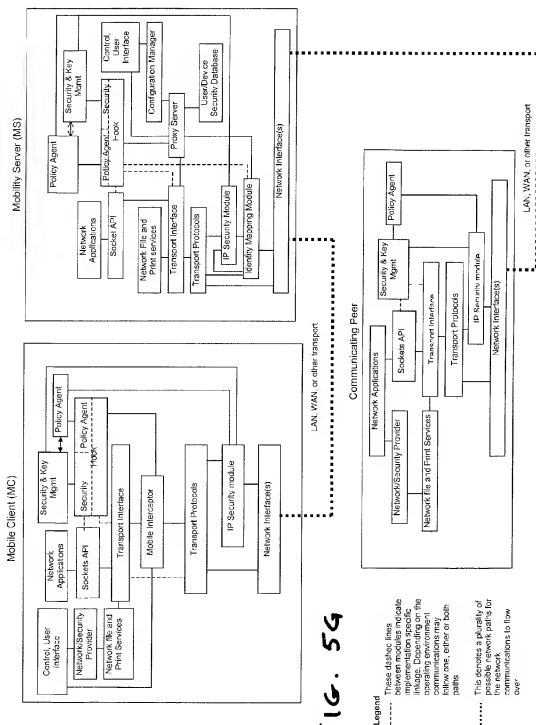 Mobile Client (MC)
Control, User
interface
Network/Security
Provider
Network file and
Print Services
Network
Applications
Sockets API
Transport Interface
Mobile Interceptor
Transport Protocols
IP Security module
Network Interface(s)
Security & Key
Mgmt
Policy Agent
Security
Policy Agent
Hook
LAN, WAN, or other transport
Mobility Server (MS)
Network
Applications
Socket API
Network File and
Print services
Transport Interface
Transport Protocols
IP Security Module
Identity Mapping Module
Network Interface(s)
Policy Agent
Security & Key
Mgmt
Policy Agent
Security
Hook
Control,
User
Interface
Configuration Manager
Proxy Server
User/Device
Security Database
Communicating Peer
Network Applications
Network/Security Provider
Network file and Print Services
Sockets API
Security & Key
Mgmt
Policy Agent
Transport Interface
Transport Protocols
IP Security module
Network Interface(s)
LAN, WAN, or other transport
IG. 5G
Legend
These dashed lines
between modules indicate
implementation specific
linkage. Depending on the
operating environment
communications may
follow one, either or both
paths
This denotes a plurality of
possible network paths for
the network
communications to flow
over